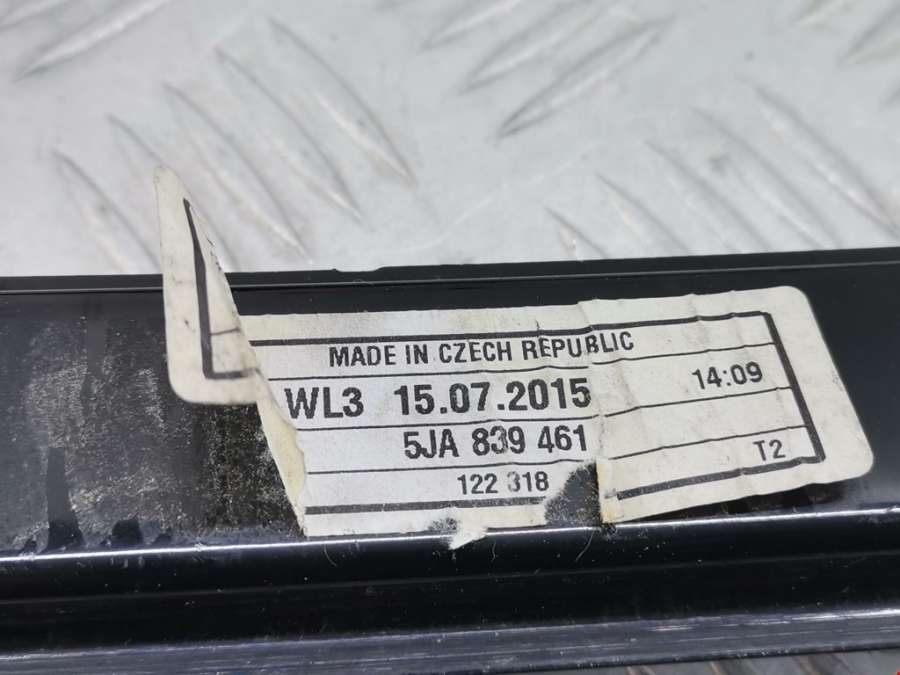 MADE IN CZECH REPUBLIC
WL3 15.07.2015 14:09
5JA 839 461
122 318 T2